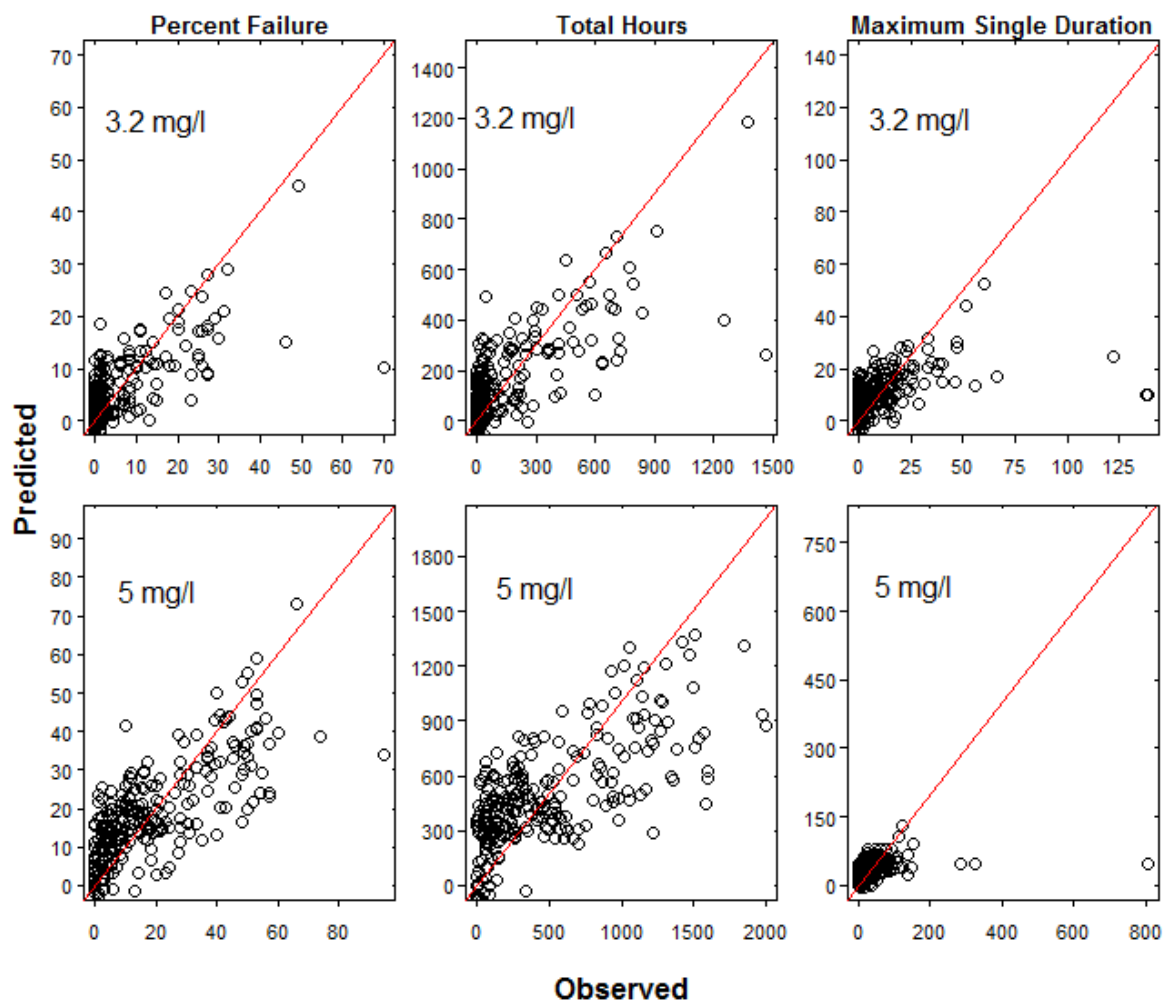 Percent Failure Total Hours Maximum Single Duration
3.2 mg/l 3.2 mg/l 3.2 mg/l
70 1400 140
60 1200 120
50 1000 100
40 800 80
30 600 60
20 400 40
10 200 20
0 0 0
0 10 20 30 40 50 60 70 0 300 600 900 1200 1500 0 25 50 75 100 125
Predicted
5 mg/l 5 mg/l 5 mg/l
90 1800 750
80 1500 600
70 1200 450
60 900 300
50 600 150
40 300 0
30 0
20
10
0
0 20 40 60 80 0 500 1000 1500 2000 0 200 400 600 800
Observed